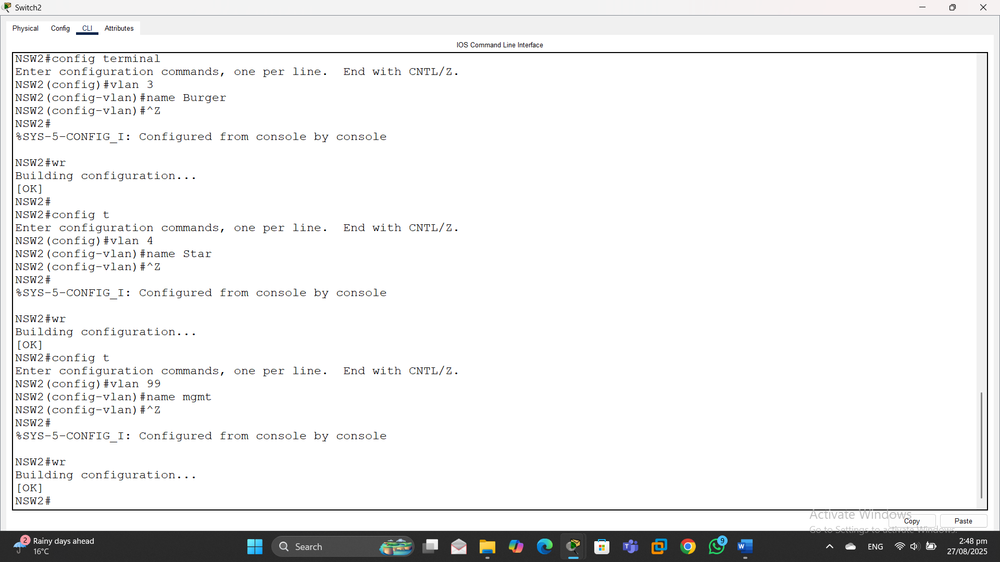 Switch2
Physical Config CLI Attributes
IOS Command Line Interface
NSW2#config terminal
Enter configuration commands, one per line.  End with CNTL/Z.
NSW2(config)#vlan 3
NSW2(config-vlan)#name Burger
NSW2(config-vlan)#^Z
NSW2#
%SYS-5-CONFIG_I: Configured from console by console
NSW2#wr
Building configuration...
[OK]
NSW2#
NSW2#config t
Enter configuration commands, one per line.  End with CNTL/Z.
NSW2(config)#vlan 4
NSW2(config-vlan)#name Star
NSW2(config-vlan)#^Z
NSW2#
%SYS-5-CONFIG_I: Configured from console by console
NSW2#wr
Building configuration...
[OK]
NSW2#config t
Enter configuration commands, one per line.  End with CNTL/Z.
NSW2(config)#vlan 99
NSW2(config-vlan)#name mgmt
NSW2(config-vlan)#^Z
NSW2#
%SYS-5-CONFIG_I: Configured from console by console
NSW2#wr
Building configuration...
[OK]
NSW2#
Activate Windows
Go to Settings to activate Windows.
Copy Paste
2 Rainy days ahead
16°C
Search
9
ENG
2:48 pm
27/08/2025